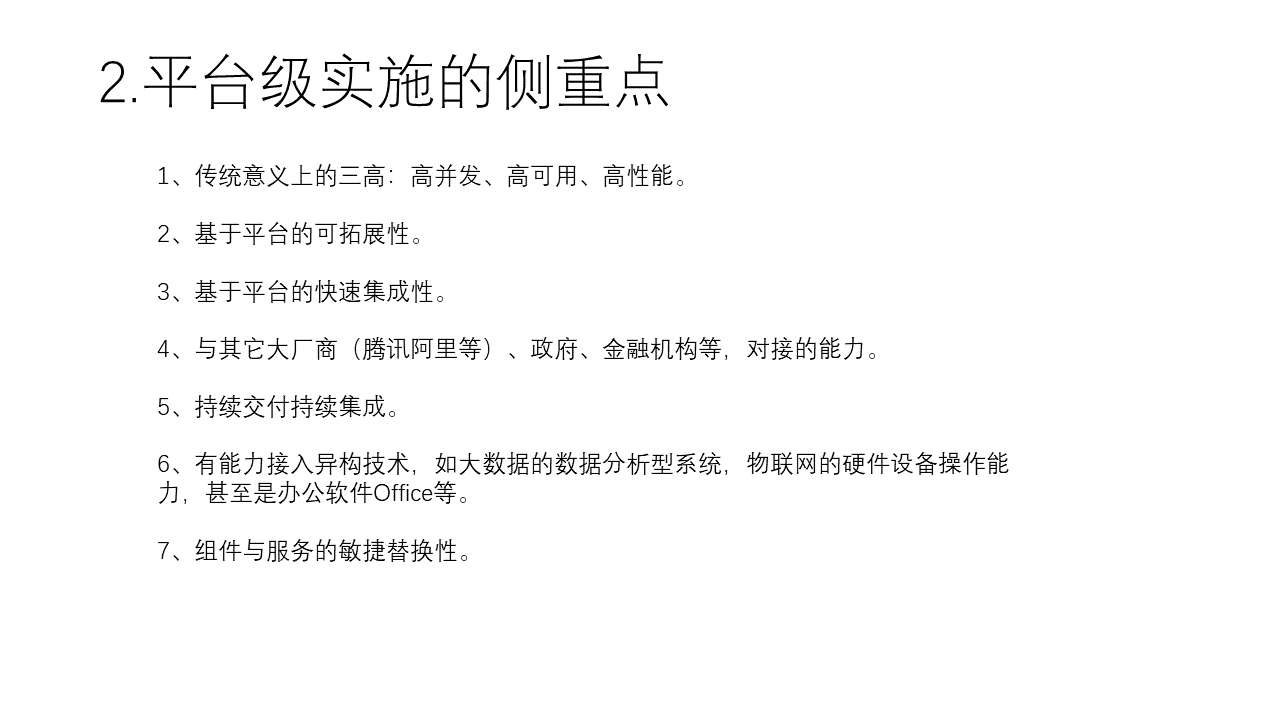 2.平台级实施的侧重点
1、传统意义上的三高：高并发、高可用、高性能。
2、基于平台的可拓展性。
3、基于平台的快速集成性。
4、与其它大厂商（腾讯阿里等）、政府、金融机构等，对接的能力。
5、持续交付持续集成。
6、有能力接入异构技术，如大数据的数据分析型系统，物联网的硬件设备操作能
力，甚至是办公软件Office等。
7、组件与服务的敏捷替换性。